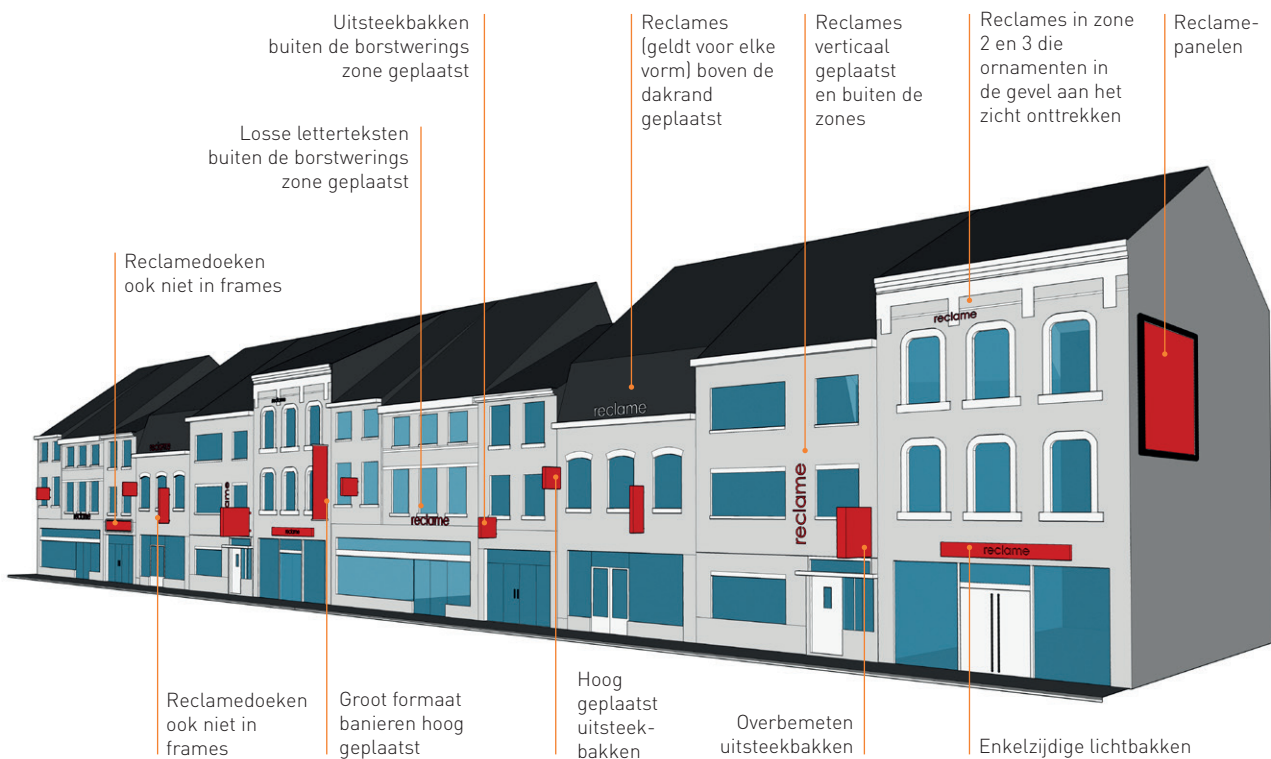 Uitsteekbakken
buiten de borstwerings
zone geplaatst
Reclames
(geldt voor elke
vorm) boven de
dakrand
geplaatst
Reclames
verticaal
geplaatst
en buiten de
zones
Reclames in zone
2 en 3 die
ornamenten in
de gevel aan het
zicht onttrekken
Reclame-
panelen
Losse letterteksten
buiten de borstwerings
zone geplaatst
Reclamedoeken
ook niet in frames
reclame
reclame
reclame
reclame
reclame
reclame
reclame
Reclamedoeken
ook niet in
frames
Groot formaat
banieren hoog
geplaatst
Hoog
geplaatst
uitsteek-
bakken
Overbemeten
uitsteekbakken
Enkelzijdige lichtbakken